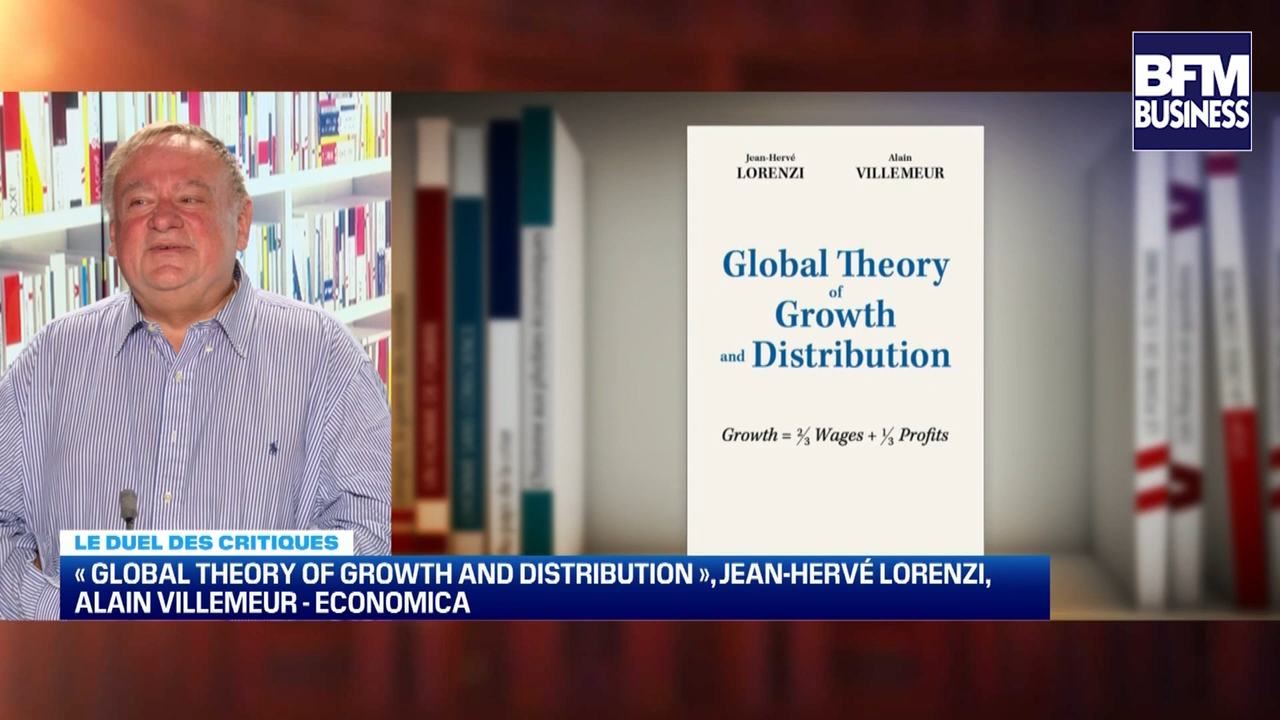 BFM
BUSINESS
Jean-Hervé
LORENZI
Alain
VILLEMEUR
Global Theory
of
Growth
and Distribution
Growth = ⅔ Wages + ⅓ Profits
LE DUEL DES CRITIQUES
« GLOBAL THEORY OF GROWTH AND DISTRIBUTION », JEAN-HERVÉ LORENZI,
ALAIN VILLEMEUR - ECONOMICA